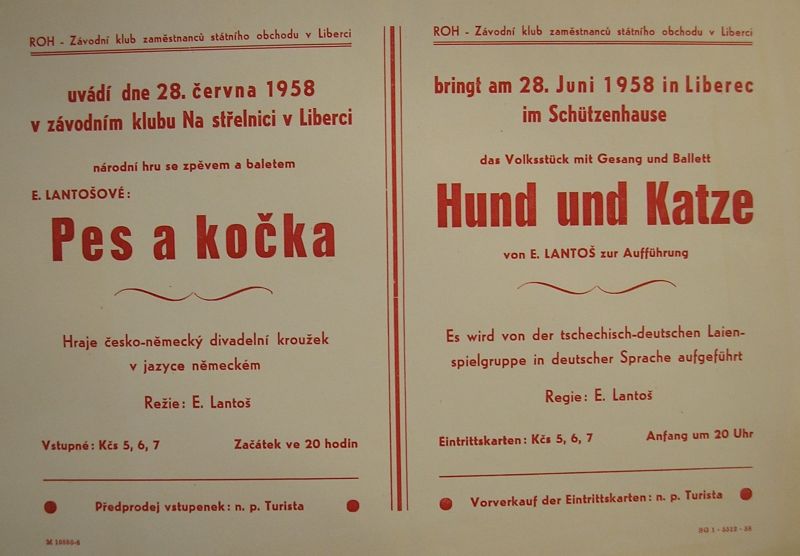 ROH - Závodní klub zaměstnanců státního obchodu v Liberci
uvádí dne 28. června 1958
v závodním klubu Na střelnici v Liberci
národní hru se zpěvem a baletem
E. LANTOŠOVÉ:
Pes a kočka
Hraje česko-německý divadelní kroužek
v jazyce německém
Režie: E. Lantoš
Vstupné: Kčs 5, 6, 7 Začátek ve 20 hodin
Předprodej vstupenek: n. p. Turista
ROH - Závodní klub zaměstnanců státního obchodu v Liberci
bringt am 28. Juni 1958 in Liberec
im Schützenhause
das Volksstück mit Gesang und Ballett
Hund und Katze
von E. LANTOŠ zur Aufführung
Es wird von der tschechisch-deutschen Laien-
spielgruppe in deutscher Sprache aufgeführt
Regie: E. Lantoš
Eintrittskarten: Kčs 5, 6, 7 Anfang um 20 Uhr
Vorverkauf der Eintrittskarten: n. p. Turista